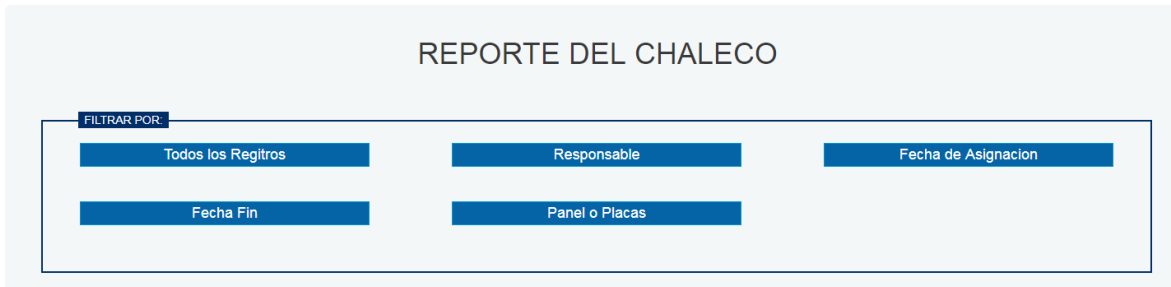 REPORTE DEL CHALECO
FILTRAR POR:
Todos los Regitros
Responsable
Fecha de Asignacion
Fecha Fin
Panel o Placas